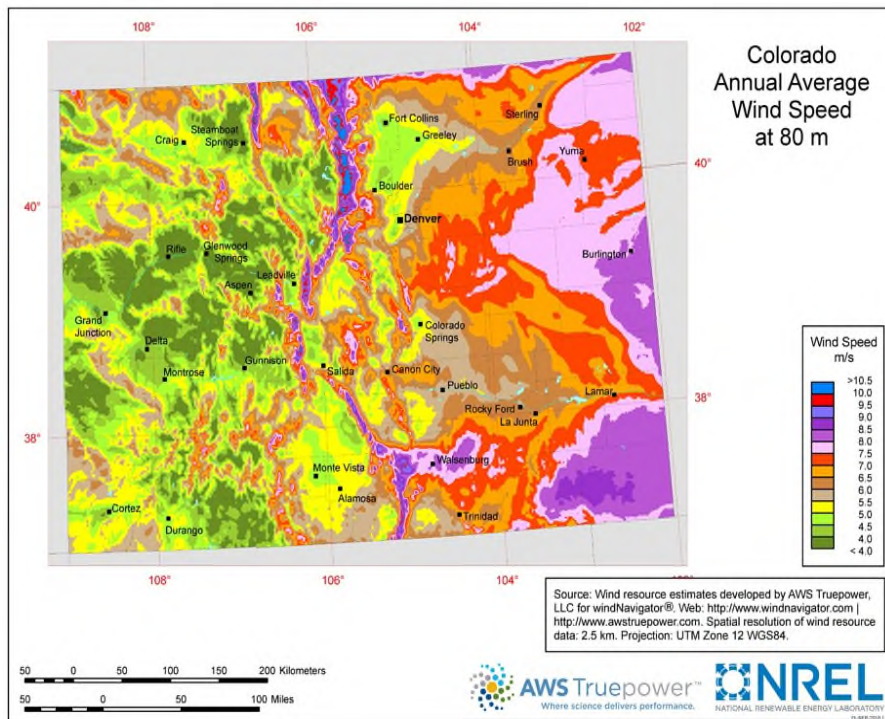 Colorado
Annual Average
Wind Speed
at 80 m
108°
106°
104°
102°
Fort Collins
Sterling
Steamboat
Springs
Craig
Greeley
Brush
Yuma
40°
40°
Boulder
Denver
Rifle
Glenwood
Springs
Leadville
Burlington
Aspen
Grand
Junction
Colorado
Springs
Delta
Montrose
Gunnison
Salida
Canon City
Pueblo
Lamar
38°
Rocky Ford
La Junta
38°
Walsenburg
Monte Vista
Alamosa
Cortez
Durango
Trinidad
108°
106°
104°
Wind Speed
m/s
>10.5
10.0
9.5
9.0
8.5
8.0
7.5
7.0
6.5
6.0
5.5
5.0
4.5
4.0
< 4.0
Source: Wind resource estimates developed by AWS Truepower,
LLC for windNavigator®. Web: http://www.windnavigator.com |
http://www.awstruepower.com. Spatial resolution of wind resource
data: 2.5 km. Projection: UTM Zone 12 WGS84.
50 0 50 100 150 200 Kilometers
50 0 50 100 Miles
AWS Truepower™
Where science delivers performance.
NREL
NATIONAL RENEWABLE ENERGY LABORATORY